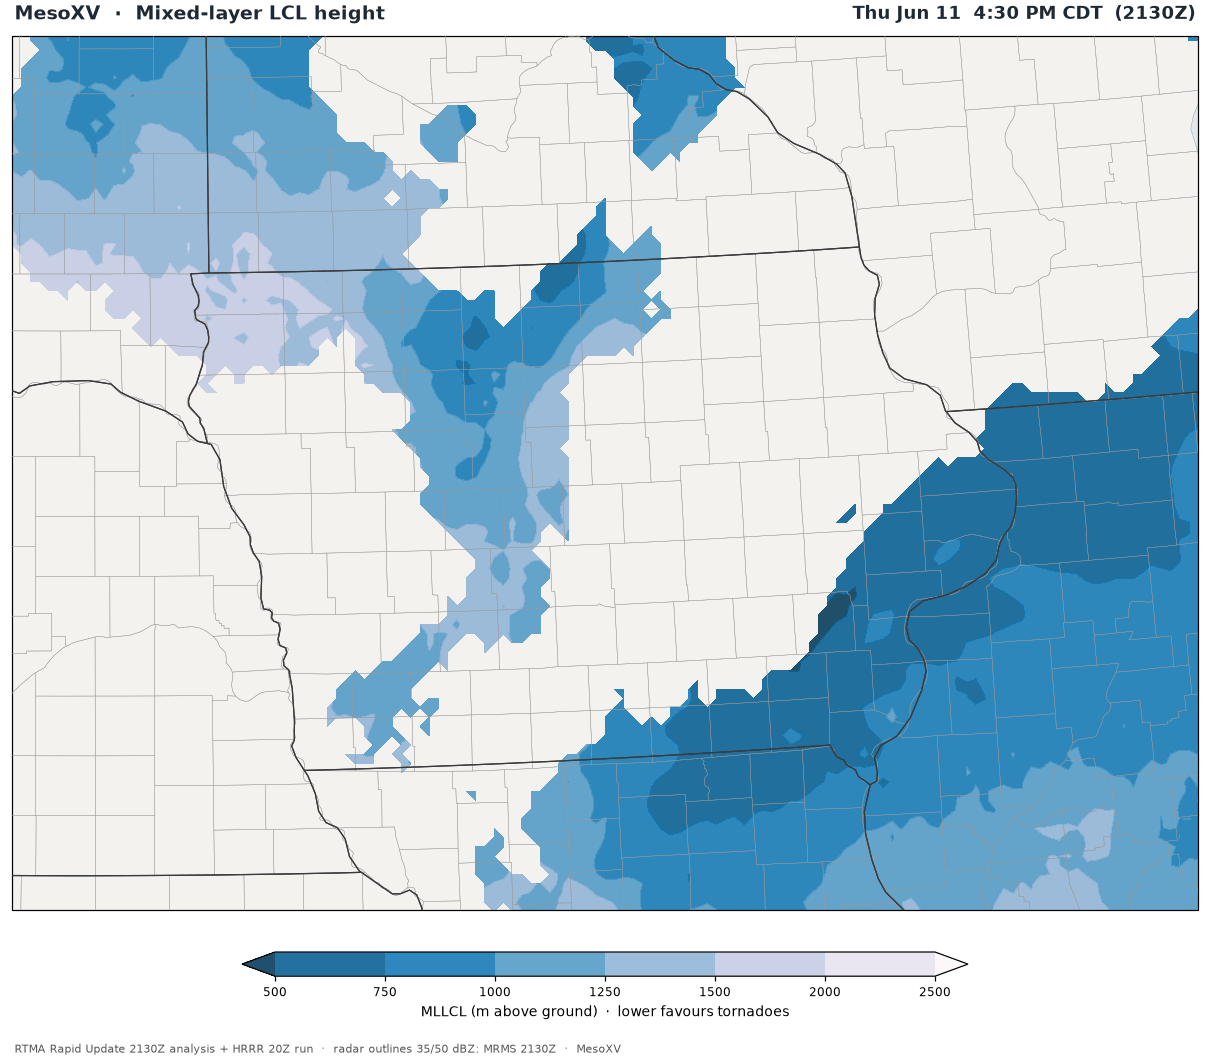 MesoXV · Mixed-layer LCL height
Thu Jun 11 4:30 PM CDT (2130Z)
500 750 1000 1250 1500 2000 2500
MLLCL (m above ground) · lower favours tornadoes
RTMA Rapid Update 2130Z analysis + HRRR 20Z run · radar outlines 35/50 dBZ: MRMS 2130Z · MesoXV